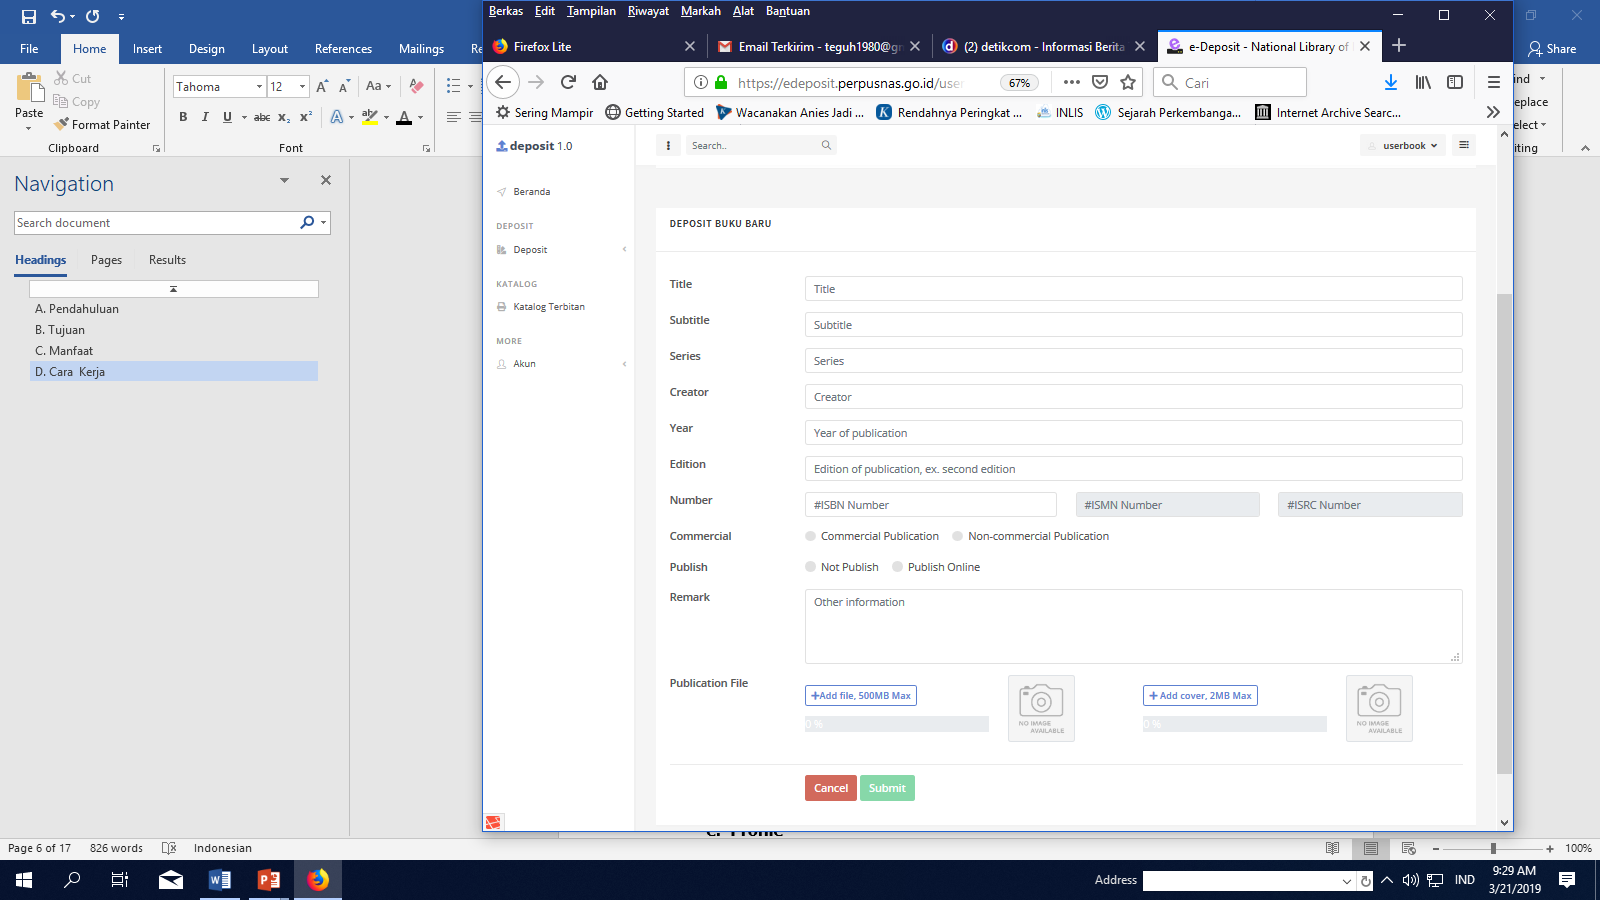 File Home Insert Design Layout References Mailings Share
Cut
Copy
Format Painter
Paste
Clipboard
Tahoma 12
Font
Navigation
Search document
Headings Pages Results
A. Pendahuluan
B. Tujuan
C. Manfaat
D. Cara Kerja
Berkas Edit Tampilan Riwayat Markah Alat Bantuan
Firefox Lite
Email Terkirim - teguh1980@
(2) detikcom - Informasi Berita
e-Deposit - National Library of
https://edeposit.perpusnas.go.id/use
67%
Cari
Sering Mampir Getting Started Wacanakan Anies Jadi ... Rendahnya Peringkat ... INLIS Sejarah Perkembanga... Internet Archive Searc...
deposit 1.0
Search..
userbook
Beranda
DEPOSIT
Deposit
KATALOG
Katalog Terbitan
MORE
Akun
DEPOSIT BUKU BARU
Title Title
Subtitle Subtitle
Series Series
Creator Creator
Year Year of publication
Edition Edition of publication, ex. second edition
Number #ISBN Number #ISMN Number #ISRC Number
Commercial Commercial Publication Non-commercial Publication
Publish Not Publish Publish Online
Remark Other information
Publication File +Add file, 500MB Max + Add cover, 2MB Max
0 % 0 %
NO IMAGE AVAILABLE NO IMAGE AVAILABLE
Cancel Submit
Page 6 of 17 826 words Indonesian 100%
Address
IND
9:29 AM
3/21/2019